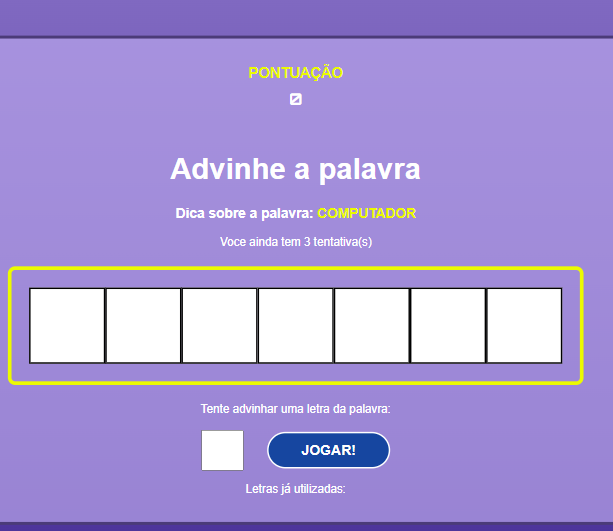 PONTUAÇÃO
0
Advinhe a palavra
Dica sobre a palavra: COMPUTADOR
Voce ainda tem 3 tentativa(s)
Tente advinhar uma letra da palavra:
JOGAR!
Letras já utilizadas: